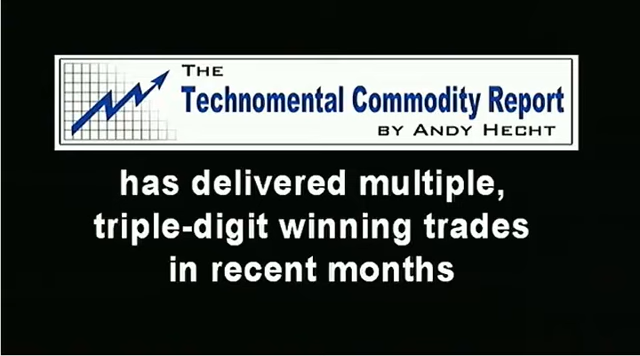 The
Technomental Commodity Report
by Andy Hecht
has delivered multiple,
triple-digit winning trades
in recent months